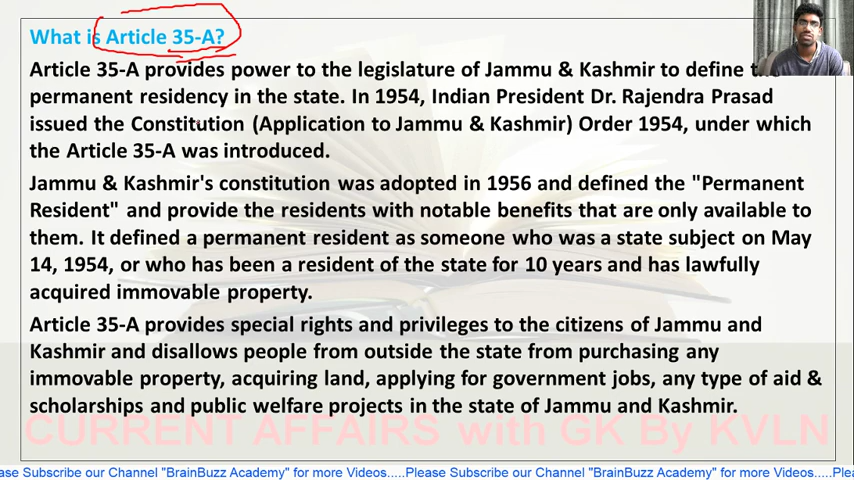 What is Article 35-A?
Article 35-A provides power to the legislature of Jammu & Kashmir to define
permanent residency in the state. In 1954, Indian President Dr. Rajendra Prasad
issued the Constitution (Application to Jammu & Kashmir) Order 1954, under which
the Article 35-A was introduced.
Jammu & Kashmir's constitution was adopted in 1956 and defined the "Permanent
Resident" and provide the residents with notable benefits that are only available to
them. It defined a permanent resident as someone who was a state subject on May
14, 1954, or who has been a resident of the state for 10 years and has lawfully
acquired immovable property.
Article 35-A provides special rights and privileges to the citizens of Jammu and
Kashmir and disallows people from outside the state from purchasing any
immovable property, acquiring land, applying for government jobs, any type of aid &
scholarships and public welfare projects in the state of Jammu and Kashmir.
CURRENT AFFAIRS with GK By KVLN
ase Subscribe our Channel "BrainBuzz Academy" for more Videos.....Please Subscribe our Channel "BrainBuzz Academy" for more Videos.....Plea